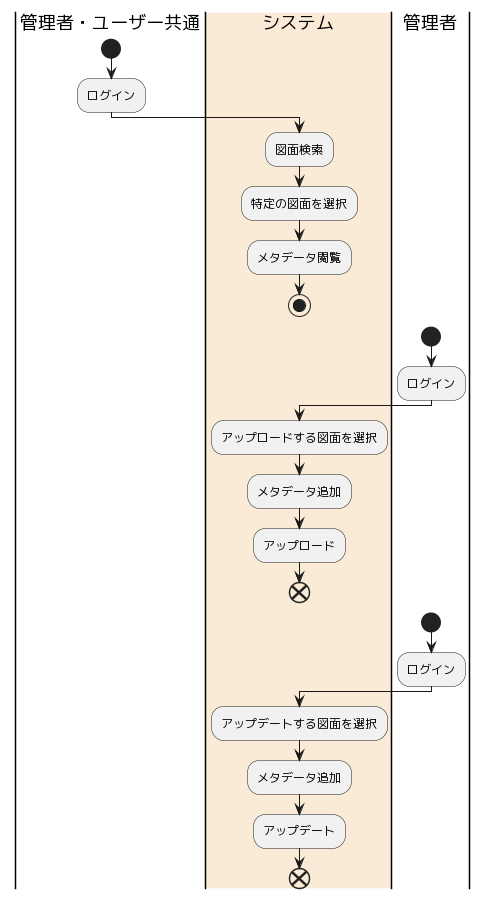 管理者・ユーザー共通
システム
管理者
ログイン
図面検索
特定の図面を選択
メタデータ閲覧
ログイン
アップロードする図面を選択
メタデータ追加
アップロード
ログイン
アップデートする図面を選択
メタデータ追加
アップデート